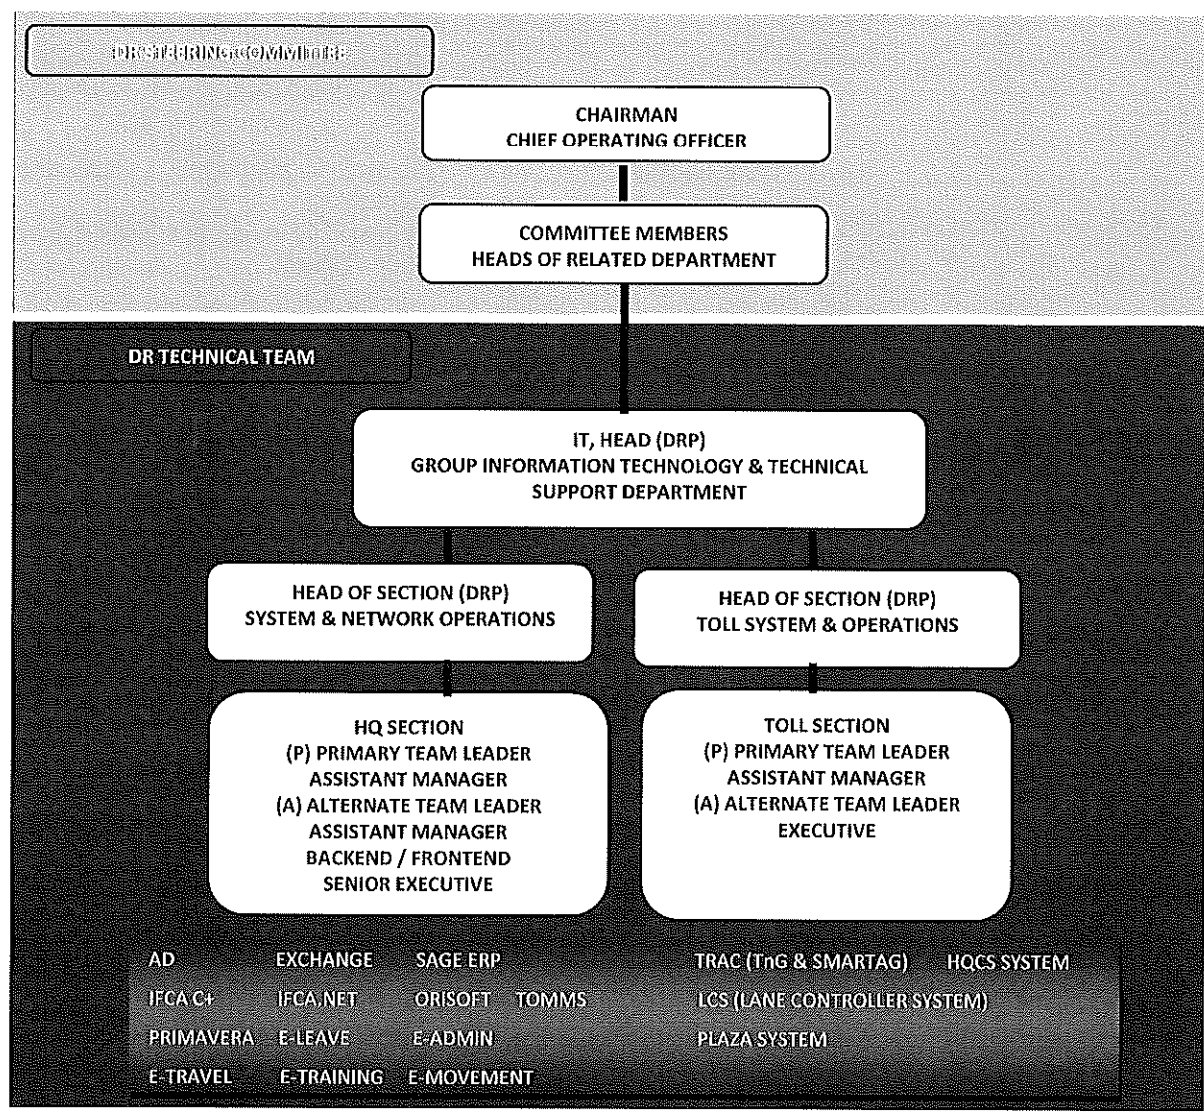 DR STEERING COMMITTEE
CHAIRMAN
CHIEF OPERATING OFFICER
COMMITTEE MEMBERS
HEADS OF RELATED DEPARTMENT
DR TECHNICAL TEAM
IT, HEAD (DRP)
GROUP INFORMATION TECHNOLOGY & TECHNICAL
SUPPORT DEPARTMENT
HEAD OF SECTION (DRP)
SYSTEM & NETWORK OPERATIONS
HEAD OF SECTION (DRP)
TOLL SYSTEM & OPERATIONS
HQ SECTION
(P) PRIMARY TEAM LEADER
ASSISTANT MANAGER
(A) ALTERNATE TEAM LEADER
ASSISTANT MANAGER
BACKEND / FRONTEND
SENIOR EXECUTIVE
TOLL SECTION
(P) PRIMARY TEAM LEADER
ASSISTANT MANAGER
(A) ALTERNATE TEAM LEADER
EXECUTIVE
AD EXCHANGE SAGE ERP
IFCA C+ IFCA.NET ORISOFT TOMMS
PRIMAVERA E-LEAVE E-ADMIN
E-TRAVEL E-TRAINING E-MOVEMENT
TRAC (TnG & SMARTAG) HQCS SYSTEM
LCS (LANE CONTROLLER SYSTEM)
PLAZA SYSTEM